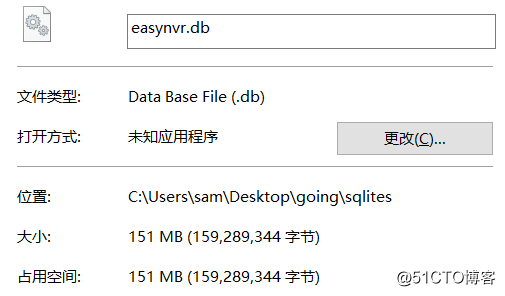 easynvr.db
文件类型: Data Base File (.db)
打开方式: 未知应用程序 更改(C)...
位置: C:\Users\sam\Desktop\going\sqlites
大小: 151 MB (159,289,344 字节)
占用空间: 151 MB (159,289,344 字节)
@51CTO博客